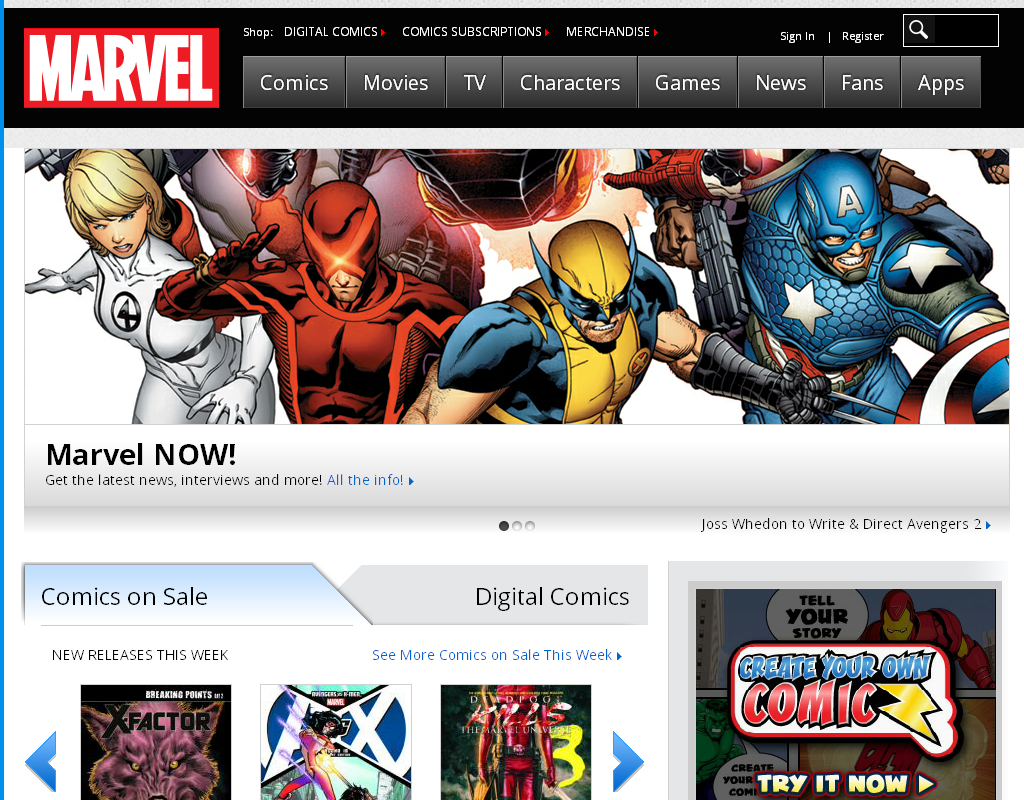 MARVEL
Shop: DIGITAL COMICS COMICS SUBSCRIPTIONS MERCHANDISE
Sign In | Register
Comics Movies TV Characters Games News Fans Apps
4
A
Marvel NOW!
Get the latest news, interviews and more! All the info!
Joss Whedon to Write & Direct Avengers 2
Comics on Sale
Digital Comics
NEW RELEASES THIS WEEK
See More Comics on Sale This Week
BREAKING POINTS
X-FACTOR
AVENGERS VS X-MEN
MARVEL
X
DEADPOOL
KILLS
THE MARVEL UNIVERSE
3
TELL
YOUR
STORY
CREATE YOUR OWN
COMIC
CREATE
YOUR
TRY IT NOW